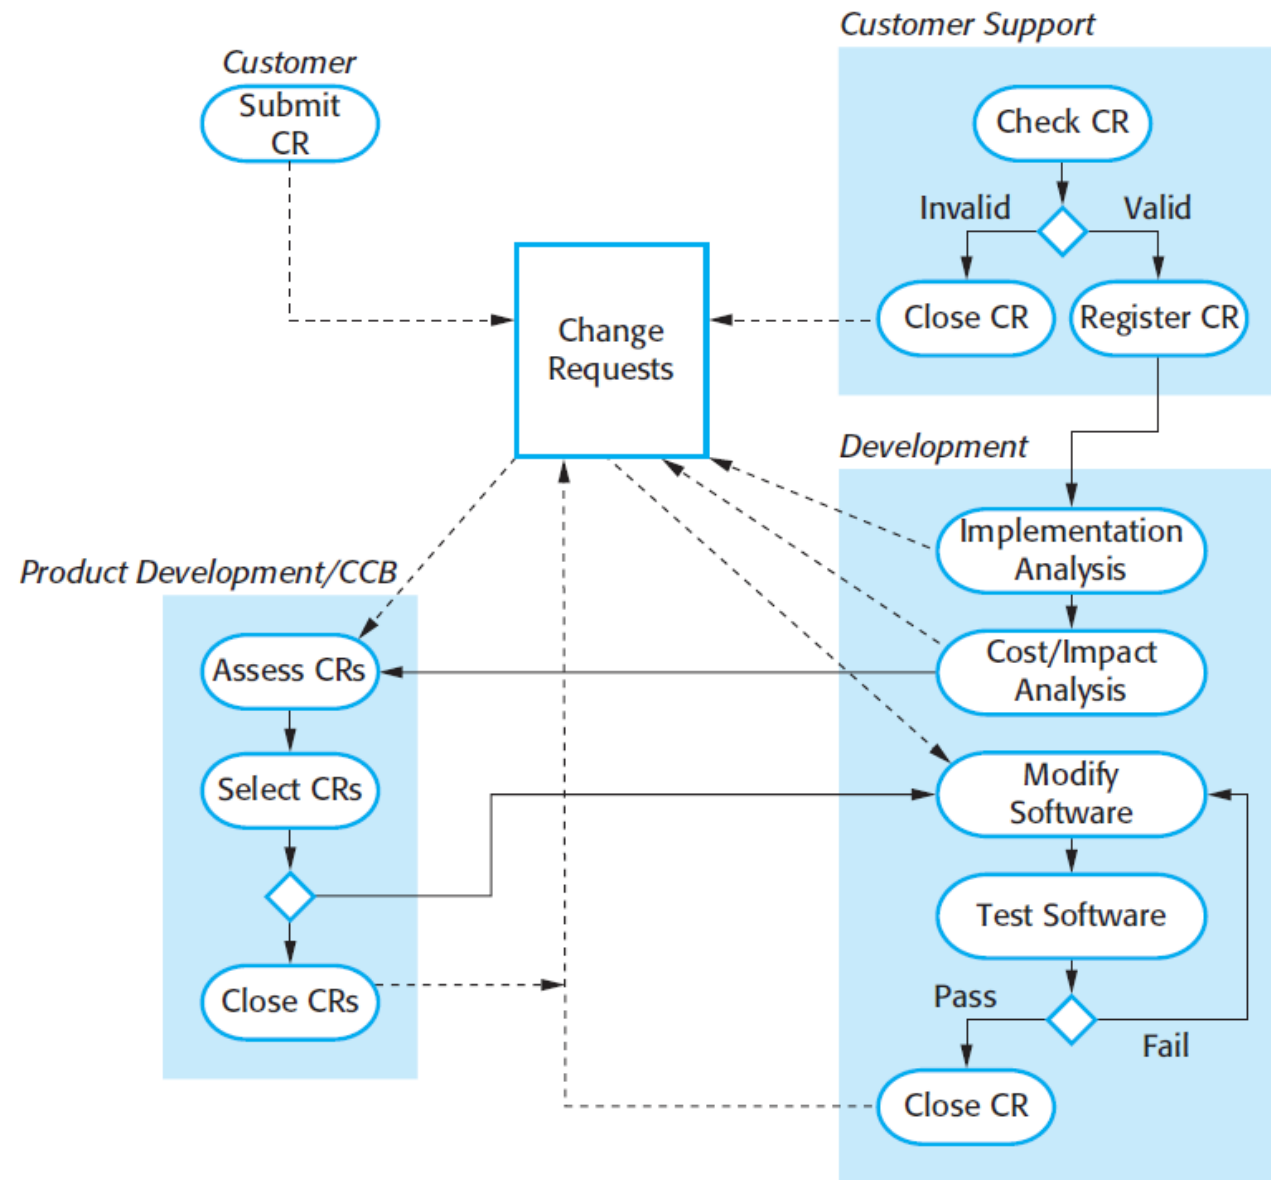 Customer Support
Customer
Submit
CR
Check CR
Invalid
Valid
Close CR
Register CR
Change
Requests
Development
Implementation
Analysis
Product Development/CCB
Cost/Impact
Analysis
Assess CRs
Select CRs
Modify
Software
Test Software
Close CRs
Pass
Fail
Close CR